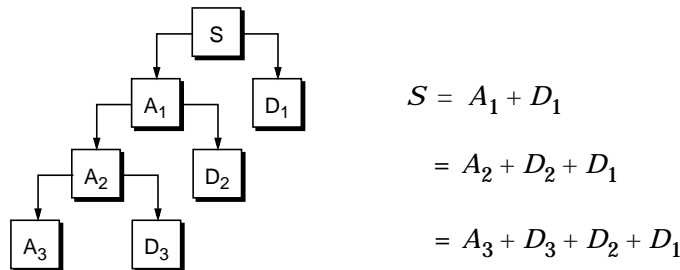 S
A₁ D₁ S = A₁ + D₁
A₂ D₂ = A₂ + D₂ + D₁
A₃ D₃ = A₃ + D₃ + D₂ + D₁